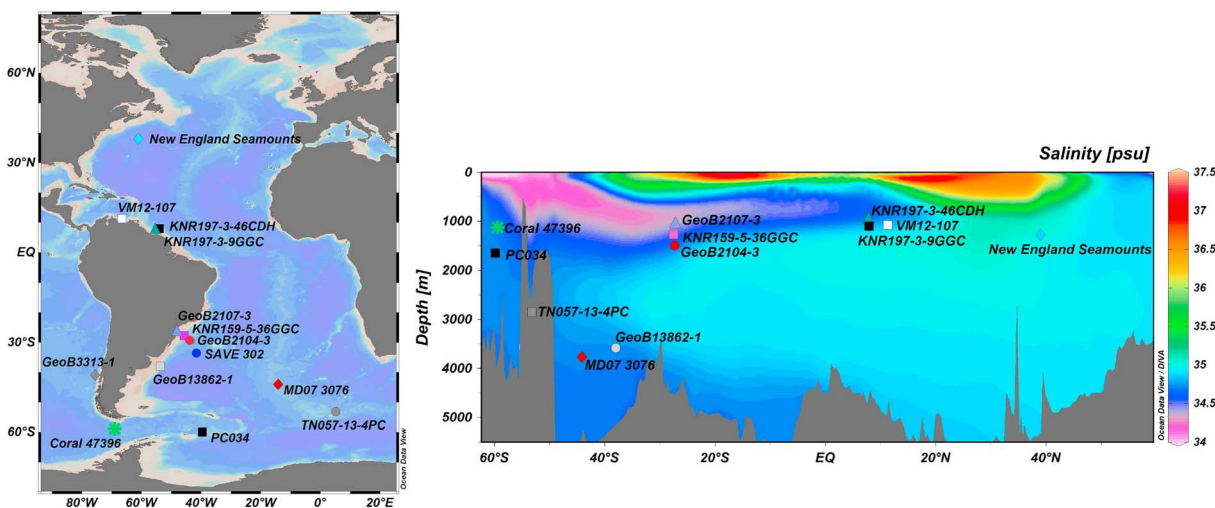 60°N
30°N
EQ
30°S
60°S
New England Seamounts
VM12-107
KNR197-3-46CDH
KNR197-3-9GGC
GeoB2107-3
KNR159-5-36GGC
GeoB2104-3
SAVE 302
GeoB3313-1
GeoB13862-1
MD07 3076
TN057-13-4PC
Coral 47396
PC034
Ocean Data View
80°W
60°W
40°W
20°W
0°
20°E
Salinity [psu]
Depth [m]
0
1000
2000
3000
4000
5000
Coral 47396
PC034
GeoB2107-3
KNR159-5-36GGC
GeoB2104-3
KNR197-3-46CDH
VM12-107
KNR197-3-9GGC
New England Seamounts
TN057-13-4PC
GeoB13862-1
MD07 3076
60°S
40°S
20°S
EQ
20°N
40°N
Ocean Data View / DIVA
37.5
37
36.5
36
35.5
35
34.5
34